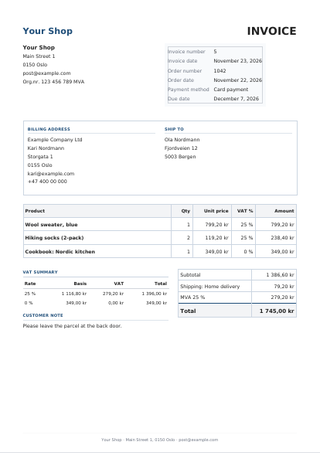 Your Shop
INVOICE
Your Shop
Main Street 1
0150 Oslo
post@example.com
Org.nr. 123 456 789 MVA
Invoice number 5
Invoice date November 23, 2026
Order number 1042
Order date November 22, 2026
Payment method Card payment
Due date December 7, 2026
BILLING ADDRESS
Example Company Ltd
Kari Nordmann
Storgata 1
0155 Oslo
kari@example.com
+47 400 00 000
SHIP TO
Ola Nordmann
Fjordveien 12
5003 Bergen
Product Qty Unit price VAT % Amount
Wool sweater, blue 1 799,20 kr 25 % 799,20 kr
Hiking socks (2-pack) 2 119,20 kr 25 % 238,40 kr
Cookbook: Nordic kitchen 1 349,00 kr 0 % 349,00 kr
VAT SUMMARY
Rate Basis VAT Total
25 % 1 116,80 kr 279,20 kr 1 396,00 kr
0 % 349,00 kr 0,00 kr 349,00 kr
CUSTOMER NOTE
Please leave the parcel at the back door.
Subtotal 1 386,60 kr
Shipping: Home delivery 79,20 kr
MVA 25 % 279,20 kr
Total 1 745,00 kr
Your Shop · Main Street 1, 0150 Oslo · post@example.com